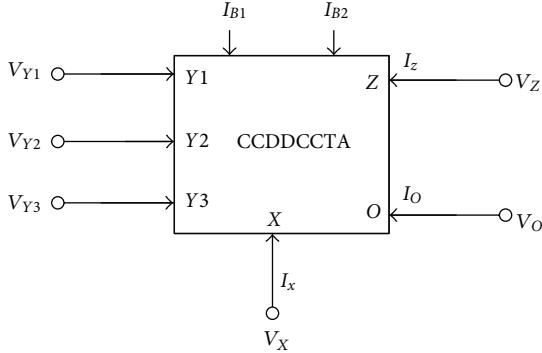 I_{B1} I_{B2}
V_{Y1} Y1 Z I_z V_Z
V_{Y2} Y2 CCDDCCTA
V_{Y3} Y3 O I_O V_O
X
I_x
V_X